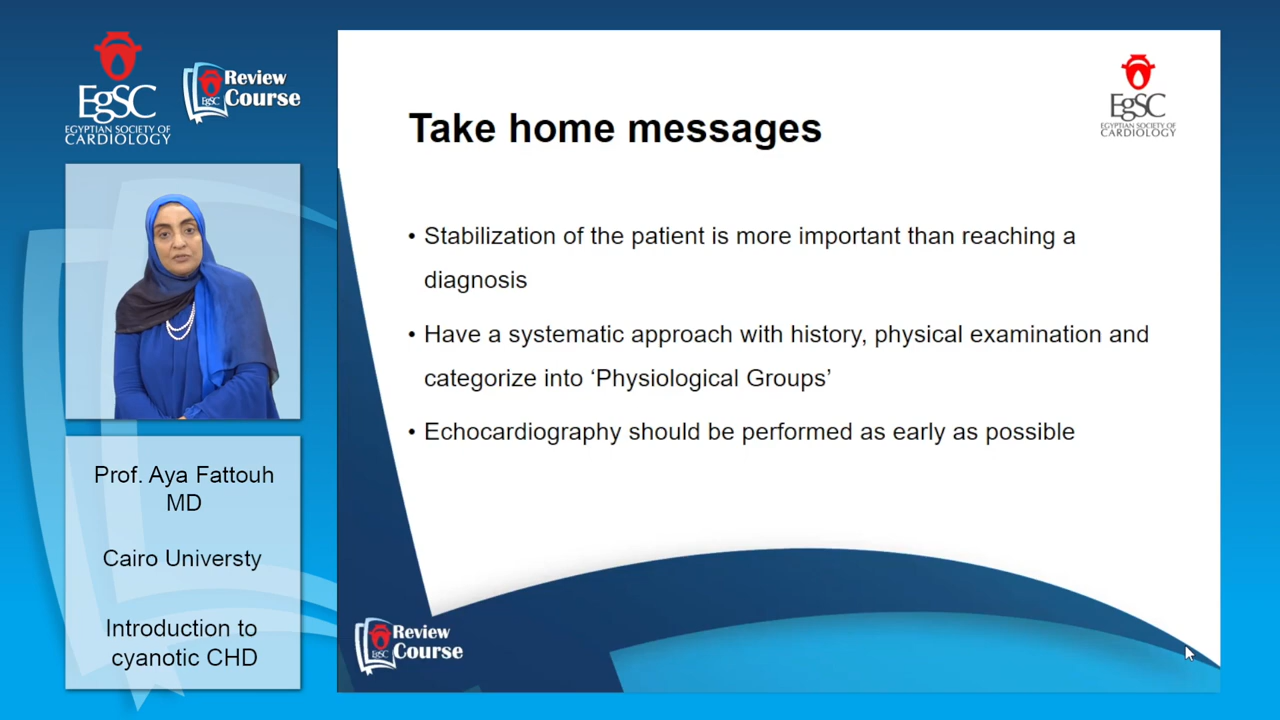 EgSC
EGYPTIAN SOCIETY OF
CARDIOLOGY
Review
EgSC
Course
Prof. Aya Fattouh
MD
Cairo Universty
Introduction to
cyanotic CHD
EgSC
EGYPTIAN SOCIETY OF
CARDIOLOGY
Take home messages
• Stabilization of the patient is more important than reaching a
diagnosis
• Have a systematic approach with history, physical examination and
categorize into ‘Physiological Groups’
• Echocardiography should be performed as early as possible
Review
EgSC
Course